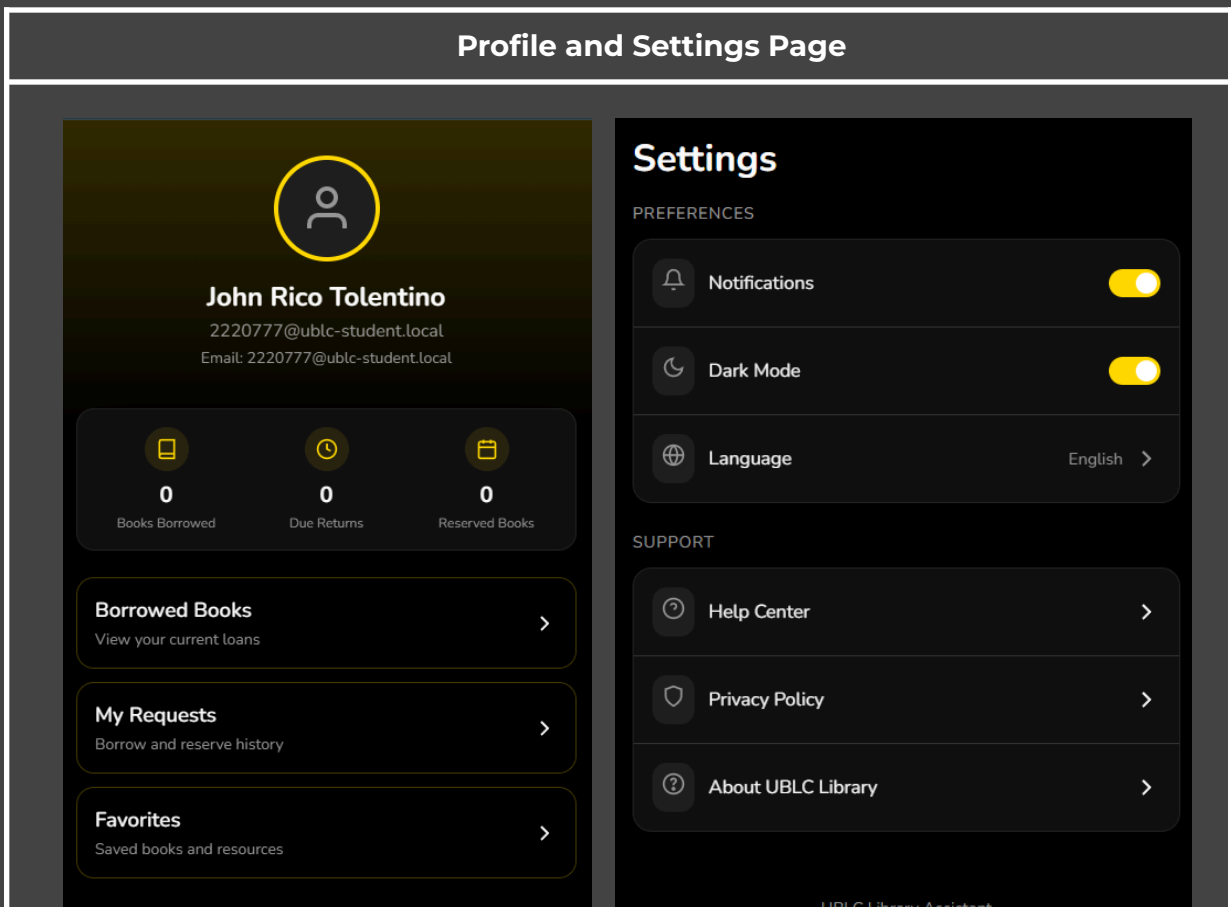 Profile and Settings Page
John Rico Tolentino
2220777@ublc-student.local
Email: 2220777@ublc-student.local
0
Books Borrowed
0
Due Returns
0
Reserved Books
Borrowed Books
View your current loans
My Requests
Borrow and reserve history
Favorites
Saved books and resources
Settings
PREFERENCES
Notifications
Dark Mode
Language English
SUPPORT
Help Center
Privacy Policy
About UBLC Library
UBLC Library Assistant